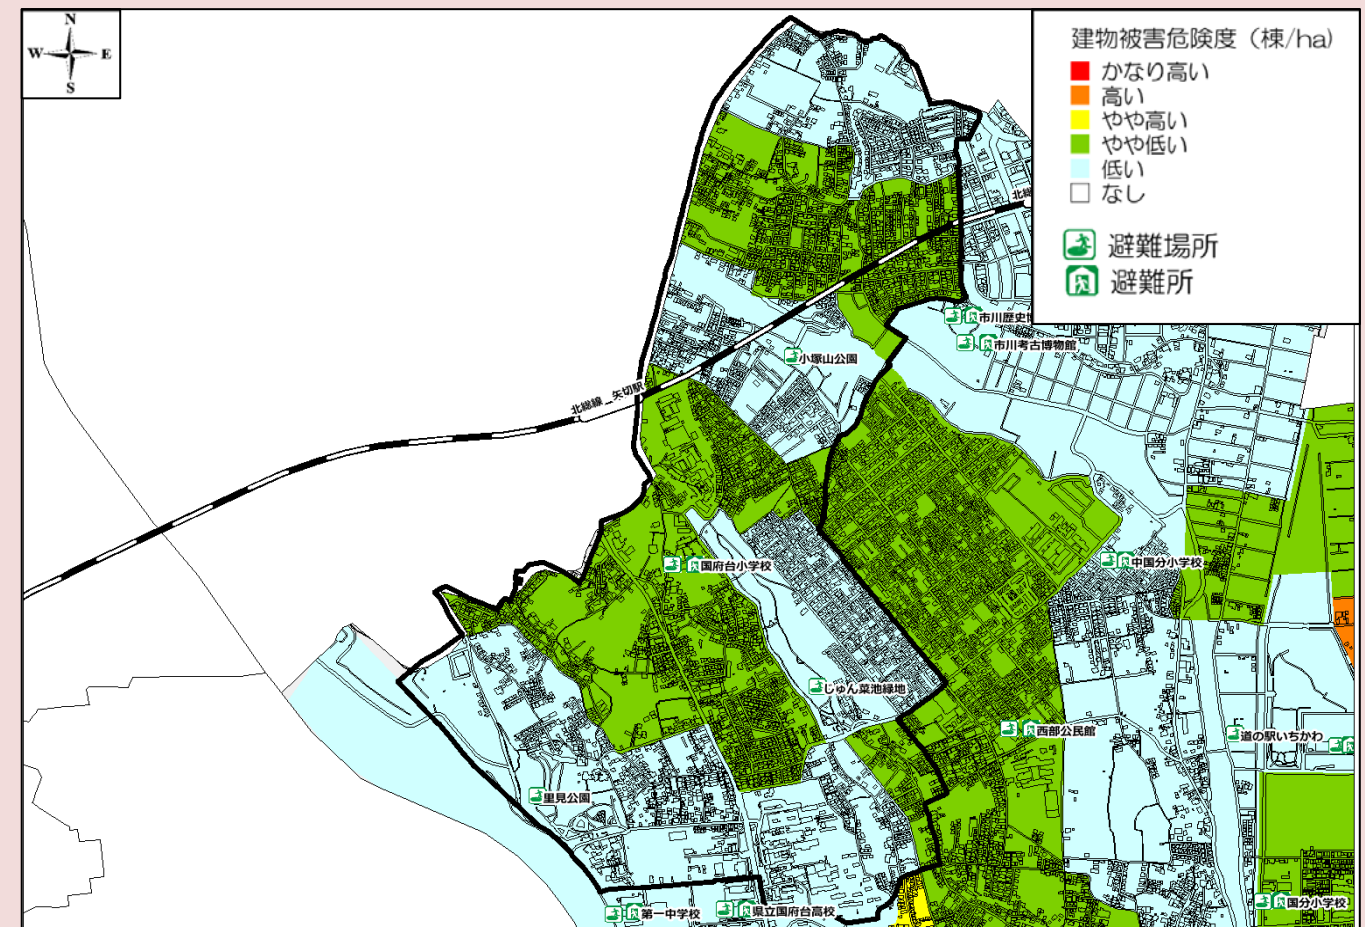 N
W E
S
建物被害危険度（棟/ha）
かなり高い
高い
やや高い
やや低い
低い
なし
避難場所
避難所
北総
市川歴史博
市川考古博物館
小塚山公園
北総線_矢切駅
国府台小学校
中国分小学校
じゅん菜池緑地
西部公民館
道の駅いちかわ
里見公園
第一中学校
県立国府台高校
国分小学校